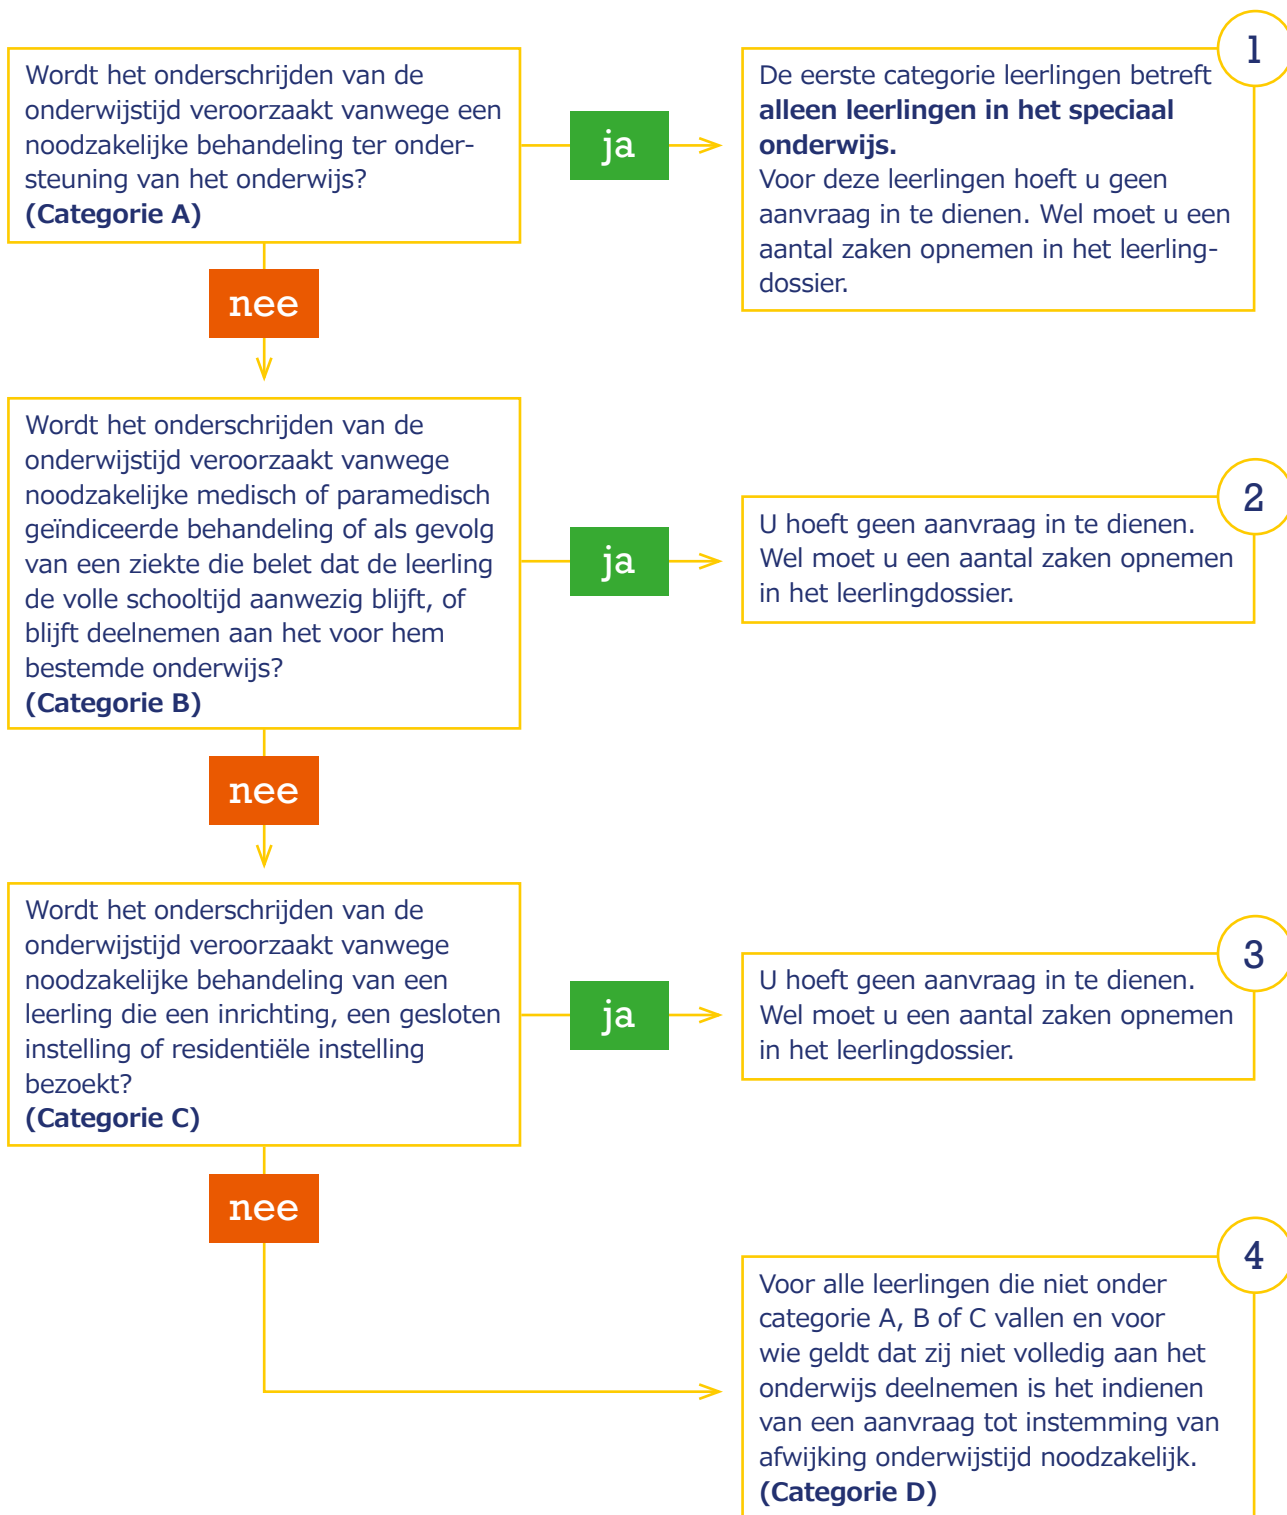 Wordt het onderschrijden van de
onderwijstijd veroorzaakt vanwege een
noodzakelijke behandeling ter onder-
steuning van het onderwijs?
(Categorie A)
ja
1
De eerste categorie leerlingen betreft
alleen leerlingen in het speciaal
onderwijs.
Voor deze leerlingen hoeft u geen
aanvraag in te dienen. Wel moet u een
aantal zaken opnemen in het leerling-
dossier.
nee
Wordt het onderschrijden van de
onderwijstijd veroorzaakt vanwege
noodzakelijke medisch of paramedisch
geïndiceerde behandeling of als gevolg
van een ziekte die belet dat de leerling
de volle schooltijd aanwezig blijft, of
blijft deelnemen aan het voor hem
bestemde onderwijs?
(Categorie B)
ja
2
U hoeft geen aanvraag in te dienen.
Wel moet u een aantal zaken opnemen
in het leerlingdossier.
nee
Wordt het onderschrijden van de
onderwijstijd veroorzaakt vanwege
noodzakelijke behandeling van een
leerling die een inrichting, een gesloten
instelling of residentiële instelling
bezoekt?
(Categorie C)
ja
3
U hoeft geen aanvraag in te dienen.
Wel moet u een aantal zaken opnemen
in het leerlingdossier.
nee
4
Voor alle leerlingen die niet onder
categorie A, B of C vallen en voor
wie geldt dat zij niet volledig aan het
onderwijs deelnemen is het indienen
van een aanvraag tot instemming van
afwijking onderwijstijd noodzakelijk.
(Categorie D)